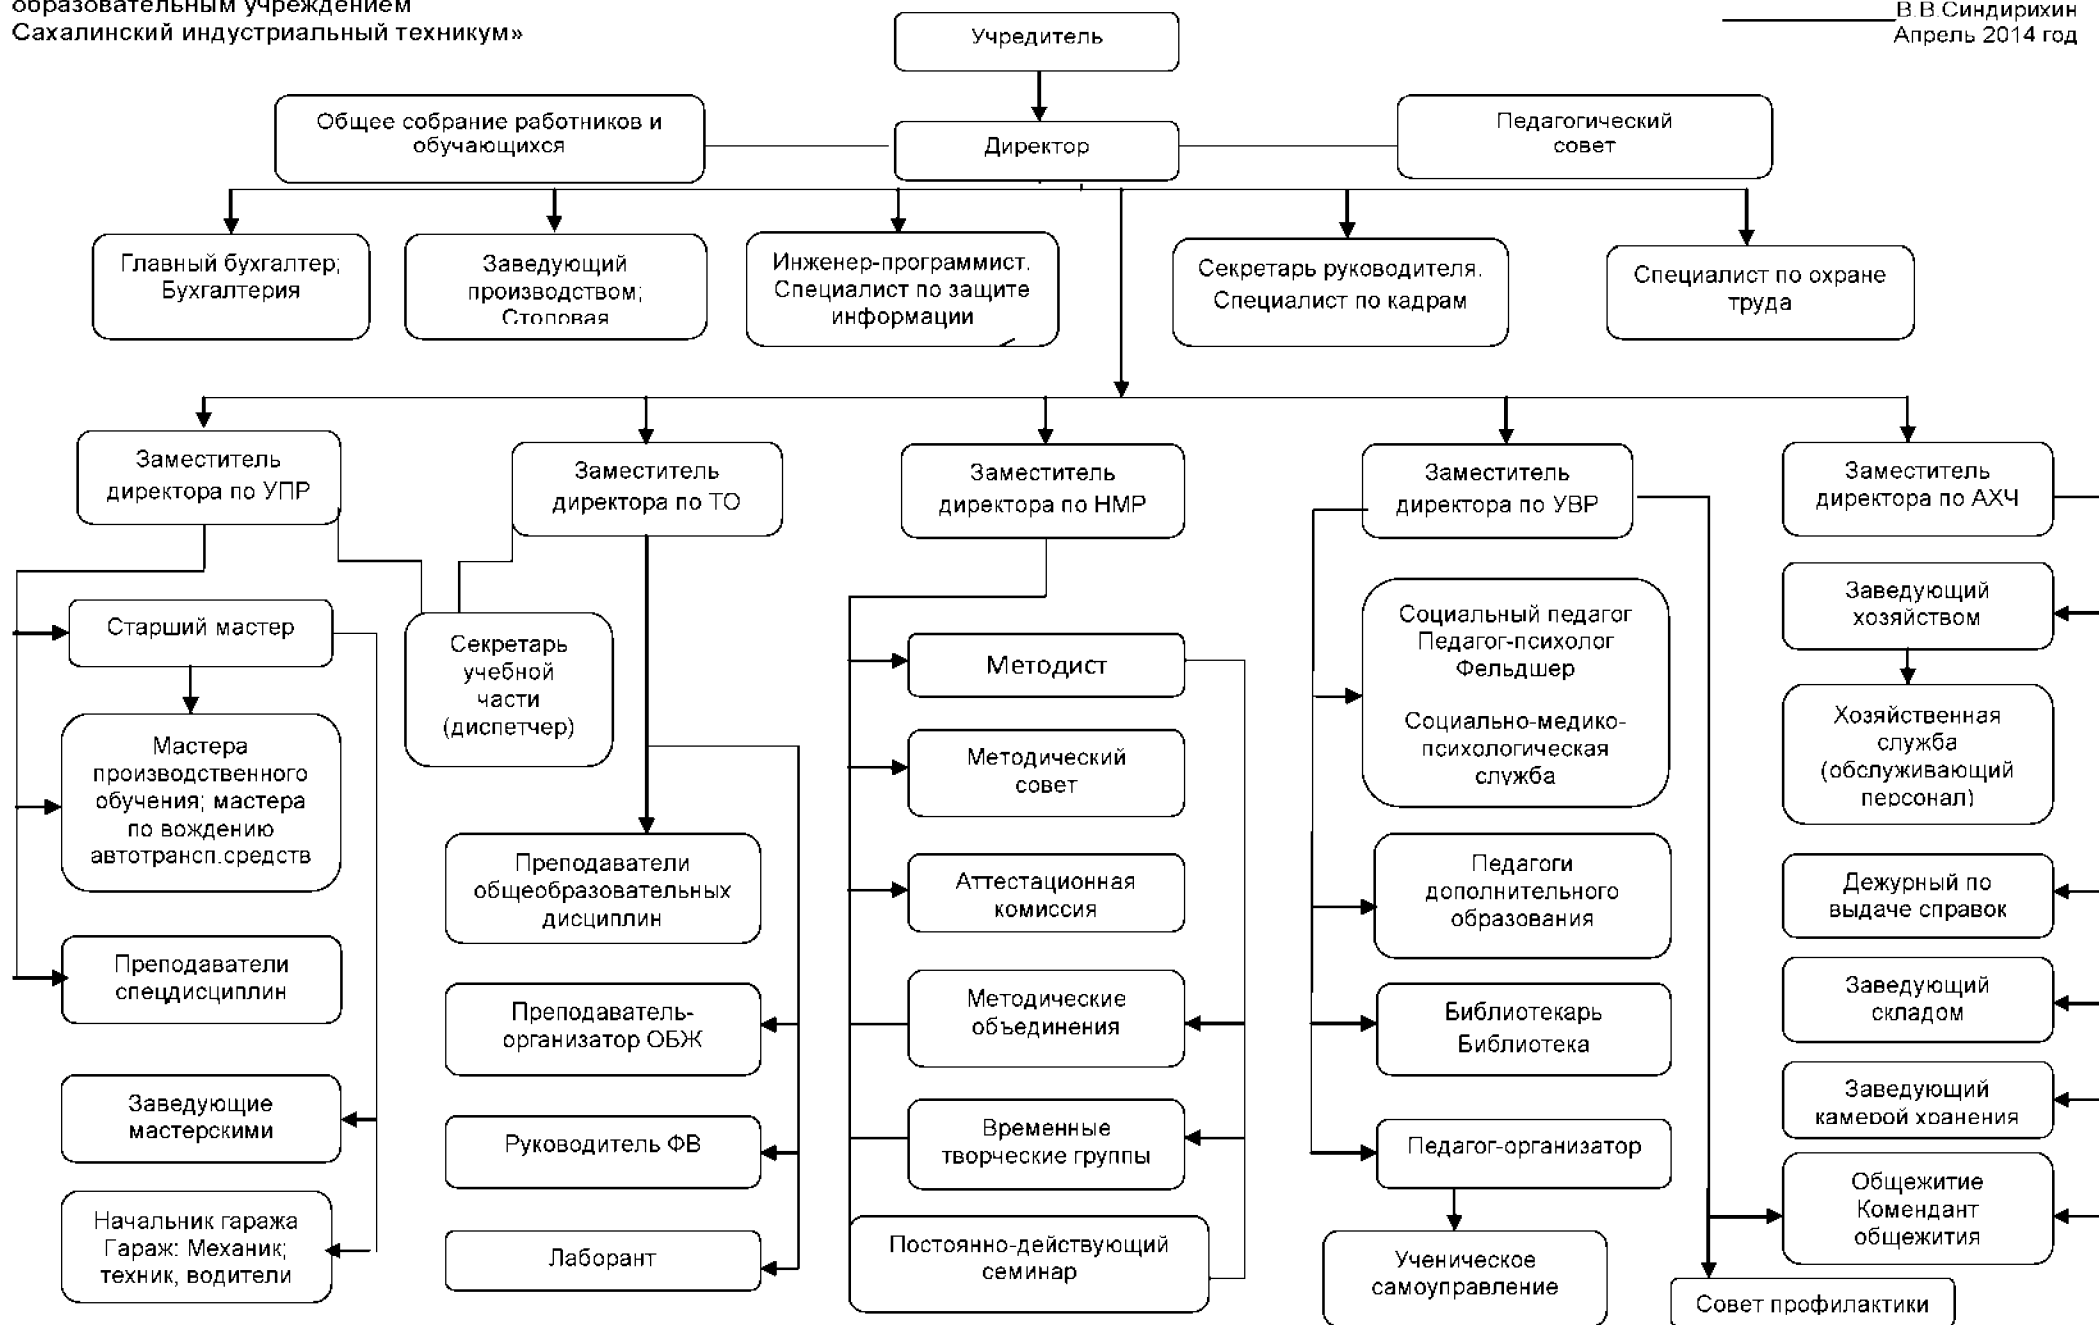 образовательным учреждением
Сахалинский индустриальный техникум»
В.В.Синдирихин
Апрель 2014 год
Учредитель
Общее собрание работников и
обучающихся
Директор
Педагогический
совет
Главный бухгалтер;
Бухгалтерия
Заведующий
производством;
Столовая
Инженер-программист.
Специалист по защите
информации
Секретарь руководителя.
Специалист по кадрам
Специалист по охране
труда
Заместитель
директора по УПР
Заместитель
директора по ТО
Заместитель
директора по НМР
Заместитель
директора по УВР
Заместитель
директора по АХЧ
Старший мастер
Мастера
производственного
обучения; мастера
по вождению
автотрансп.средств
Преподаватели
спецдисциплин
Заведующие
мастерскими
Начальник гаража
Гараж: Механик;
техник, водители
Секретарь
учебной
части
(диспетчер)
Преподаватели
общеобразовательных
дисциплин
Преподаватель-
организатор ОБЖ
Руководитель ФВ
Лаборант
Методист
Методический
совет
Аттестационная
комиссия
Методические
объединения
Временные
творческие группы
Постоянно-действующий
семинар
Социальный педагог
Педагог-психолог
Фельдшер
Социально-медико-
психологическая
служба
Педагоги
дополнительного
образования
Библиотекарь
Библиотека
Педагог-организатор
Ученическое
самоуправление
Совет профилактики
Заведующий
хозяйством
Хозяйственная
служба
(обслуживающий
персонал)
Дежурный по
выдаче справок
Заведующий
складом
Заведующий
камерой хранения
Общежитие
Комендант
общежития